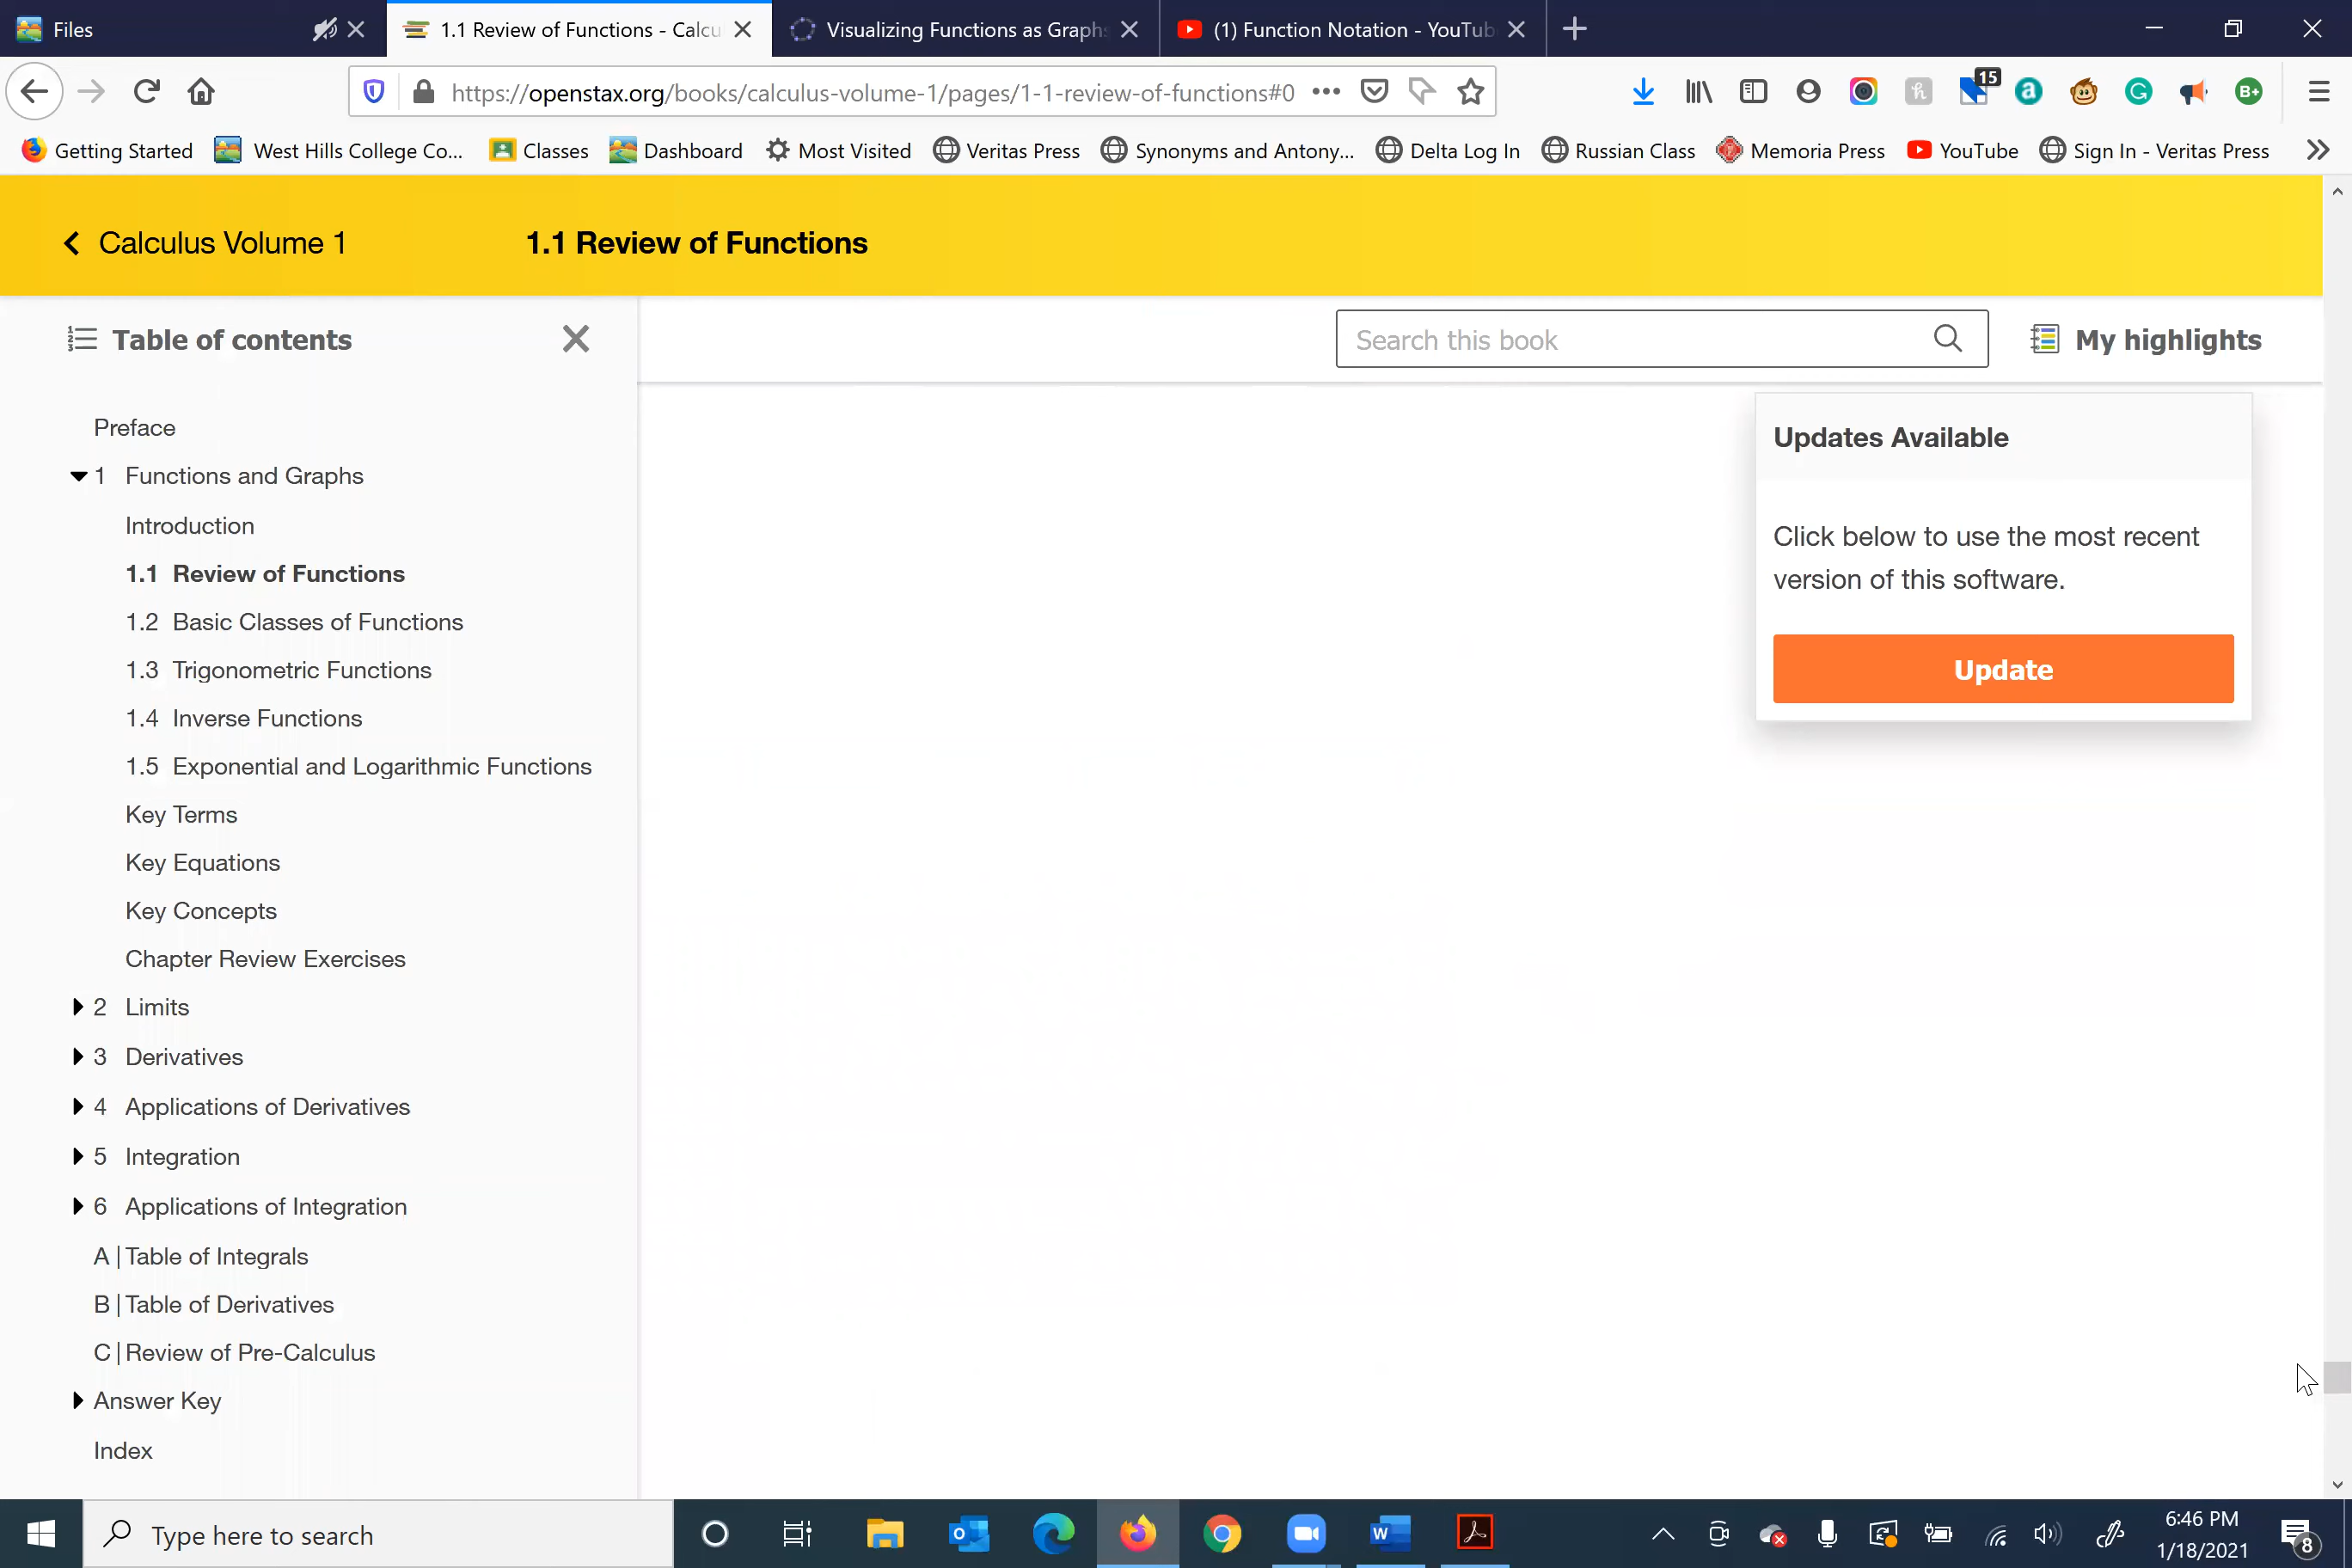 Files
1.1 Review of Functions - Calcu
Visualizing Functions as Graphs
(1) Function Notation - YouTub
https://openstax.org/books/calculus-volume-1/pages/1-1-review-of-functions#0
15
Getting Started
West Hills College Co...
Classes
Dashboard
Most Visited
Veritas Press
Synonyms and Antony...
Delta Log In
Russian Class
Memoria Press
YouTube
Sign In - Veritas Press
Calculus Volume 1
1.1 Review of Functions
Table of contents
Search this book
My highlights
Preface
1 Functions and Graphs
Introduction
1.1 Review of Functions
1.2 Basic Classes of Functions
1.3 Trigonometric Functions
1.4 Inverse Functions
1.5 Exponential and Logarithmic Functions
Key Terms
Key Equations
Key Concepts
Chapter Review Exercises
2 Limits
3 Derivatives
4 Applications of Derivatives
5 Integration
6 Applications of Integration
A | Table of Integrals
B | Table of Derivatives
C | Review of Pre-Calculus
Answer Key
Index
Updates Available
Click below to use the most recent
version of this software.
Update
Type here to search
6:46 PM
1/18/2021
8